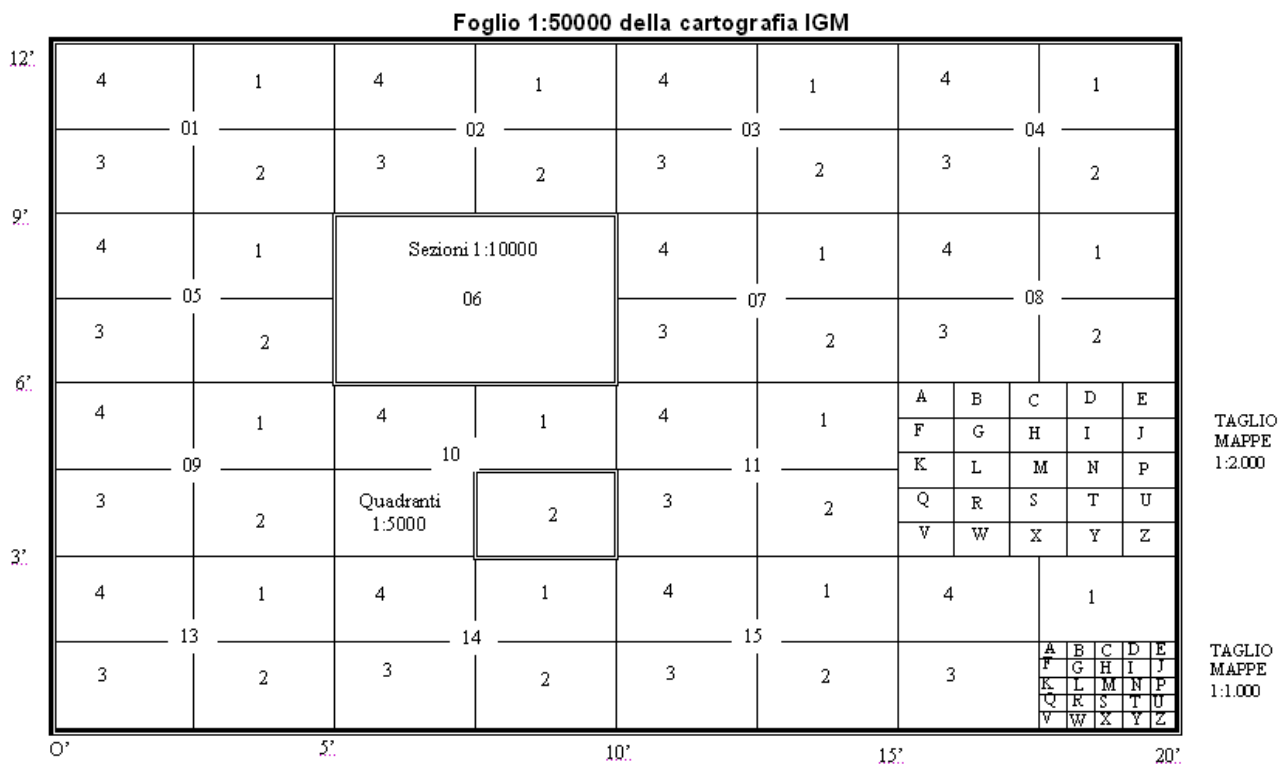 Foglio 1:50000 della cartografia IGM
12'
4 1 4 1 4 1 4 1
01 02 03 04
3 2 3 2 3 2 3 2
9'
4 1 Sezioni 1:10000 4 1 4 1
05 06 07 08
3 2 3 2 3 2
6'
4 1 4 1 4 1
09 10 11
3 2 Quadranti 2 3 2
1:5000
A B C D E
F G H I J
K L M N P
Q R S T U
V W X Y Z
TAGLIO
MAPPE
1:2.000
3'
4 1 4 1 4 1 4 1
13 14 15
3 2 3 2 3 2 3
A B C D E
F G H I J
K L M N P
Q R S T U
V W X Y Z
TAGLIO
MAPPE
1:1.000
O' 5' 10' 15' 20'